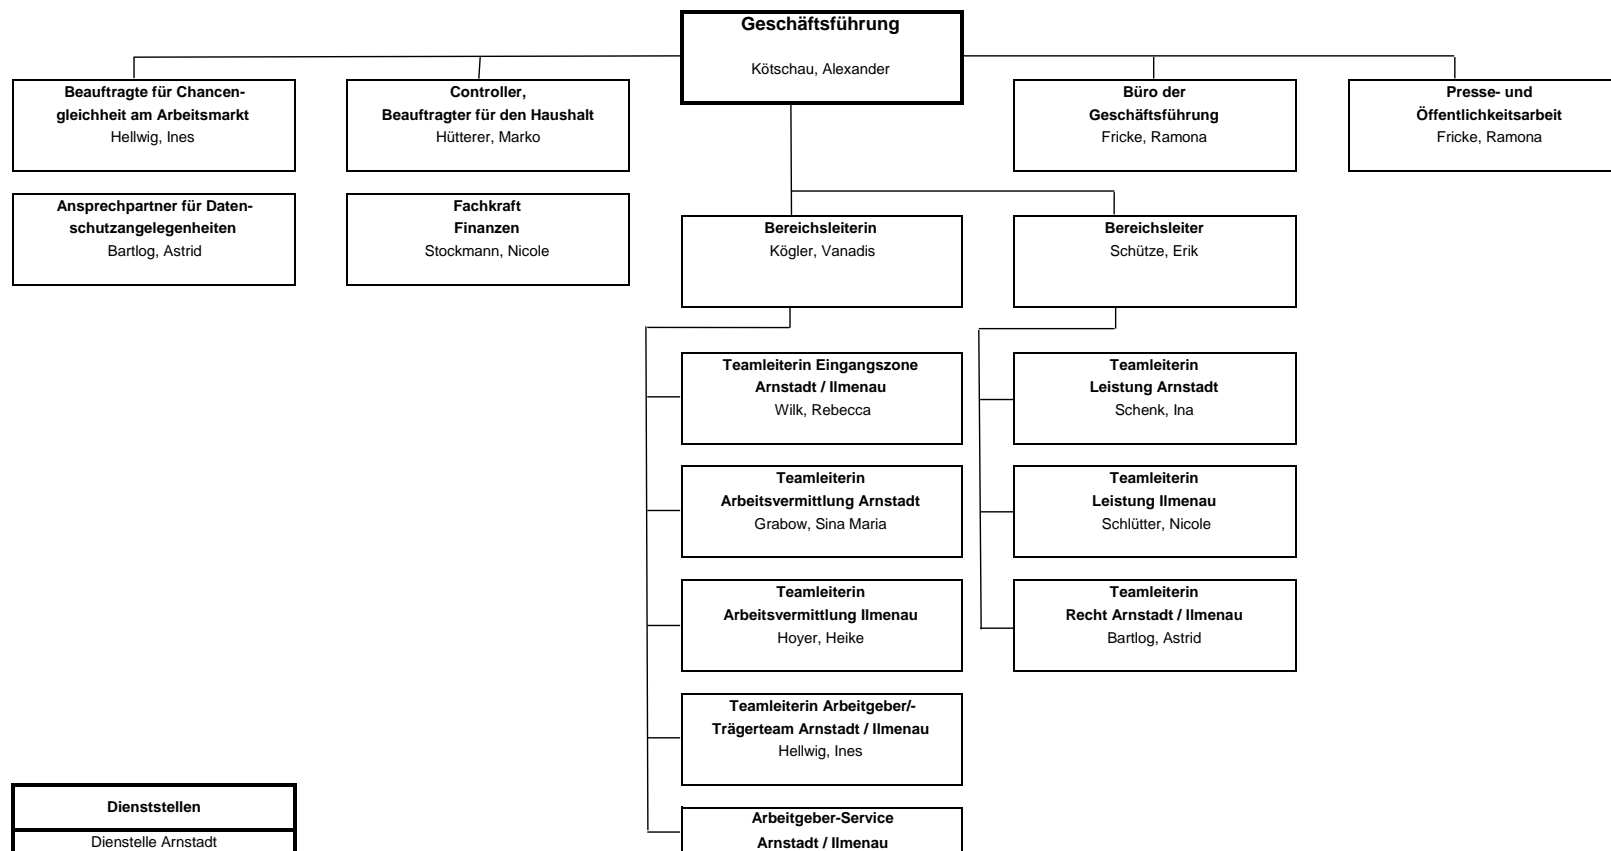 Geschäftsführung
Kötschau, Alexander
Beauftragte für Chancen-
gleichheit am Arbeitsmarkt
Hellwig, Ines
Controller,
Beauftragter für den Haushalt
Hütterer, Marko
Büro der
Geschäftsführung
Fricke, Ramona
Presse- und
Öffentlichkeitsarbeit
Fricke, Ramona
Ansprechpartner für Daten-
schutzangelegenheiten
Bartlog, Astrid
Fachkraft
Finanzen
Stockmann, Nicole
Bereichsleiterin
Kögler, Vanadis
Bereichsleiter
Schütze, Erik
Teamleiterin Eingangszone
Arnstadt / Ilmenau
Wilk, Rebecca
Teamleiterin
Leistung Arnstadt
Schenk, Ina
Teamleiterin
Arbeitsvermittlung Arnstadt
Grabow, Sina Maria
Teamleiterin
Leistung Ilmenau
Schlütter, Nicole
Teamleiterin
Arbeitsvermittlung Ilmenau
Hoyer, Heike
Teamleiterin
Recht Arnstadt / Ilmenau
Bartlog, Astrid
Teamleiterin Arbeitgeber/-
Trägerteam Arnstadt / Ilmenau
Hellwig, Ines
Arbeitgeber-Service
Arnstadt / Ilmenau
Dienststellen
Dienstelle Arnstadt